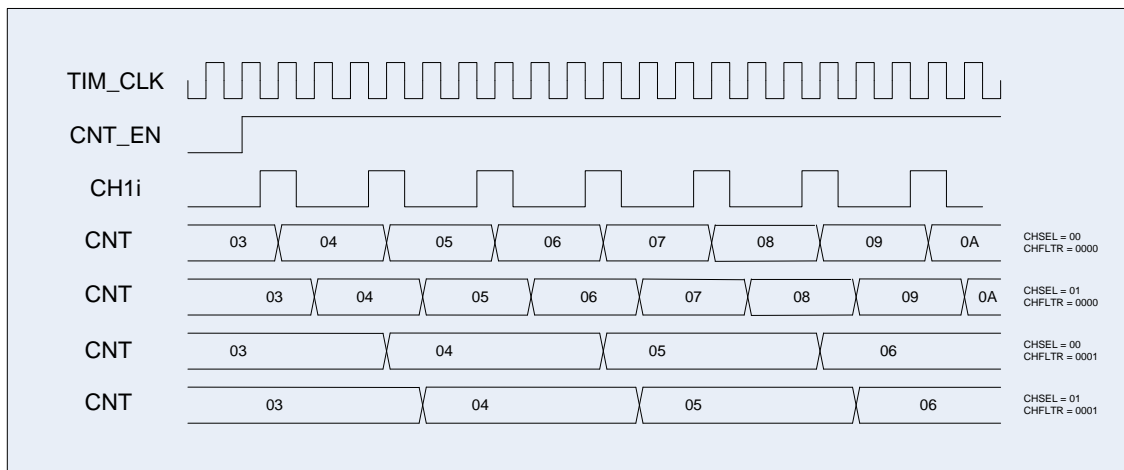 TIM_CLK
CNT_EN
CH1i
CNT 03 04 05 06 07 08 09 0A CHSEL = 00
CHFLTR = 0000
CNT 03 04 05 06 07 08 09 0A CHSEL = 01
CHFLTR = 0000
CNT 03 04 05 06 CHSEL = 00
CHFLTR = 0001
CNT 03 04 05 06 CHSEL = 01
CHFLTR = 0001